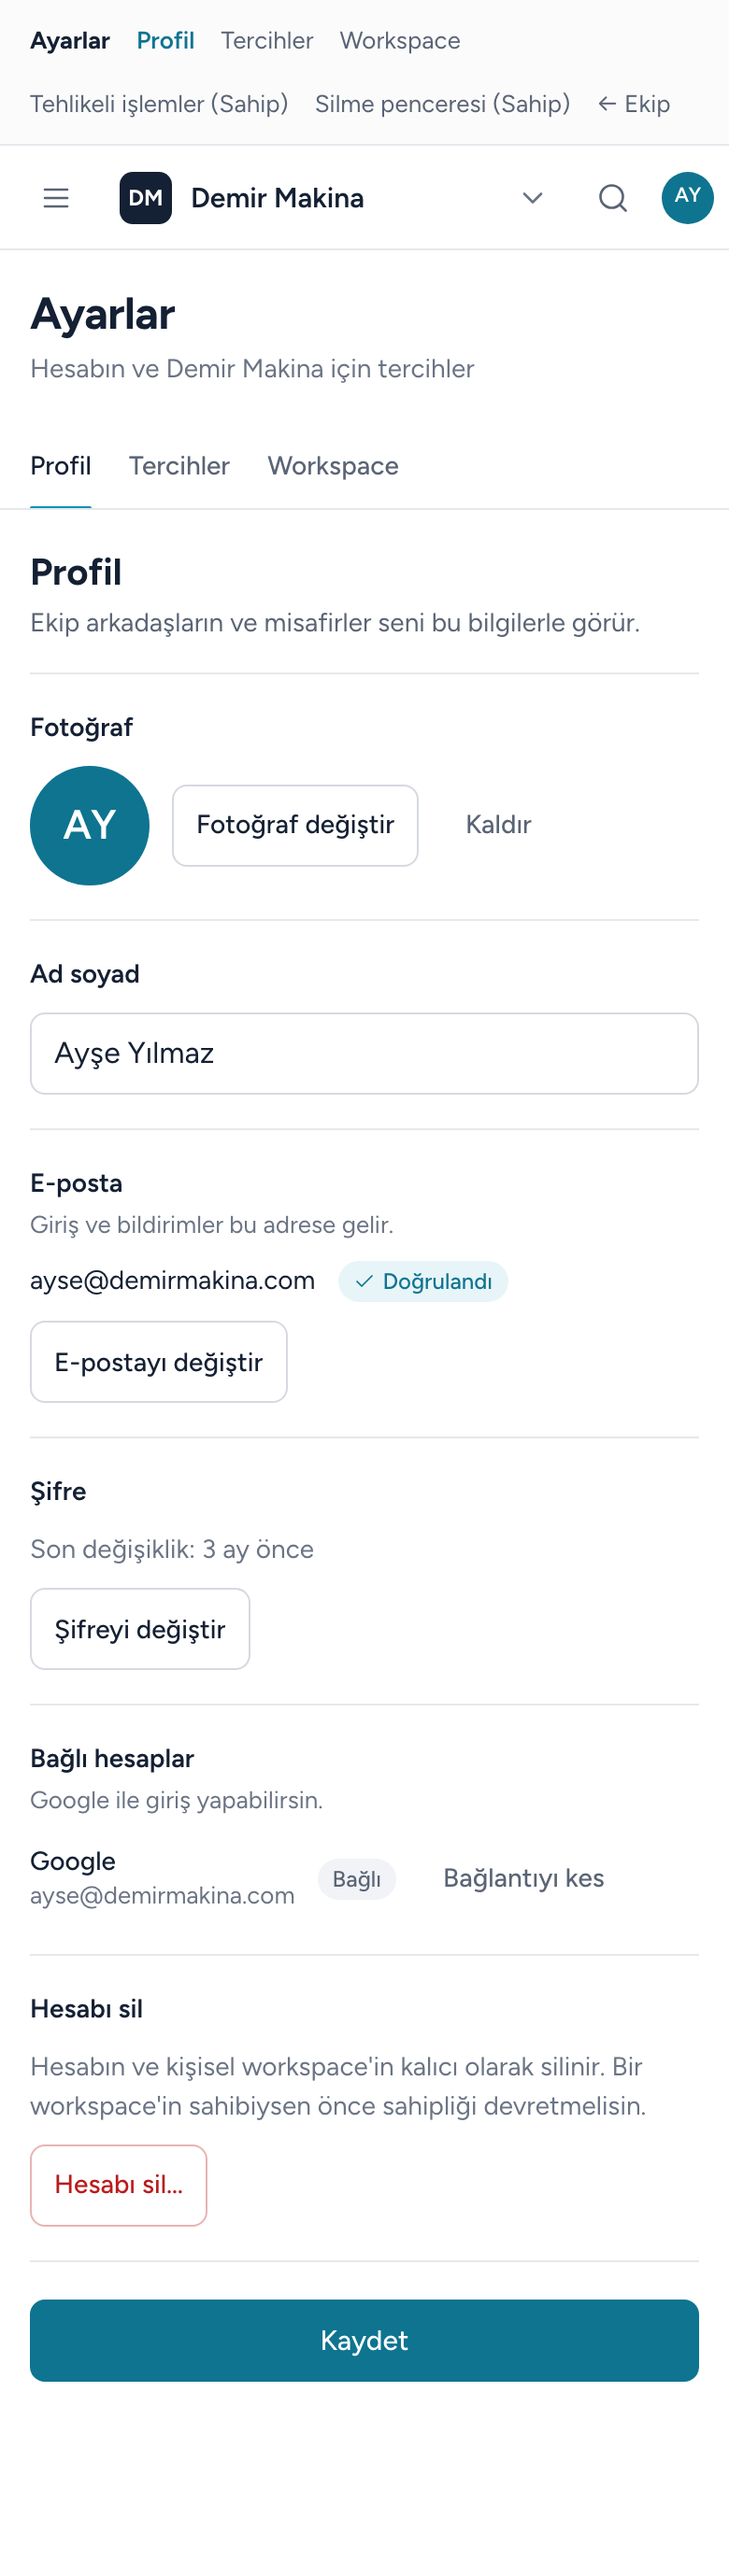 Ayarlar Profil Tercihler Workspace
Tehlikeli işlemler (Sahip) Silme penceresi (Sahip) ← Ekip
DM Demir Makina AY
Ayarlar
Hesabın ve Demir Makina için tercihler
Profil Tercihler Workspace
Profil
Ekip arkadaşların ve misafirler seni bu bilgilerle görür.
Fotoğraf
AY Fotoğraf değiştir Kaldır
Ad soyad
Ayşe Yılmaz
E-posta
Giriş ve bildirimler bu adrese gelir.
ayse@demirmakina.com Doğrulandı
E-postayı değiştir
Şifre
Son değişiklik: 3 ay önce
Şifreyi değiştir
Bağlı hesaplar
Google ile giriş yapabilirsin.
Google
ayse@demirmakina.com Bağlı Bağlantıyı kes
Hesabı sil
Hesabın ve kişisel workspace'in kalıcı olarak silinir. Bir
workspace'in sahibiysen önce sahipliği devretmelisin.
Hesabı sil...
Kaydet